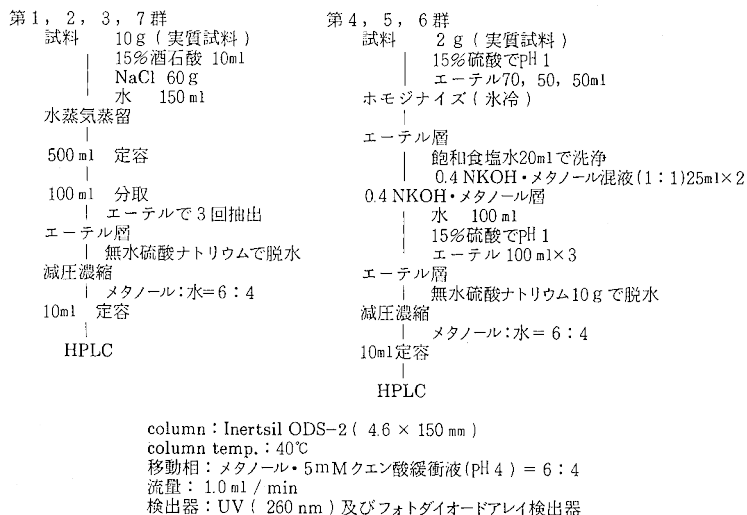 第1，2，3，7群
試料 10g（実質試料）
15%酒石酸 10ml
NaCl 60g
水 150ml
水蒸気蒸留
500ml 定容
100ml 分取
エーテルで3回抽出
エーテル層
無水硫酸ナトリウムで脱水
減圧濃縮
メタノール：水＝6：4
10ml 定容
HPLC
第4，5，6群
試料 2g（実質試料）
15%硫酸でpH1
エーテル70，50，50ml
ホモジナイズ（氷冷）
エーテル層
飽和食塩水20mlで洗浄
0.4 NKOH・メタノール混液(1：1)25ml×2
0.4 NKOH・メタノール層
水 100ml
15%硫酸でpH1
エーテル 100ml×3
エーテル層
無水硫酸ナトリウム10gで脱水
減圧濃縮
メタノール：水＝6：4
10ml定容
HPLC
column：Inertsil ODS-2（4.6×150mm）
column temp.：40℃
移動相：メタノール・5mMクエン酸緩衝液(pH4)＝6：4
流量：1.0ml/min
検出器：UV（260nm）及びフォトダイオードアレイ検出器